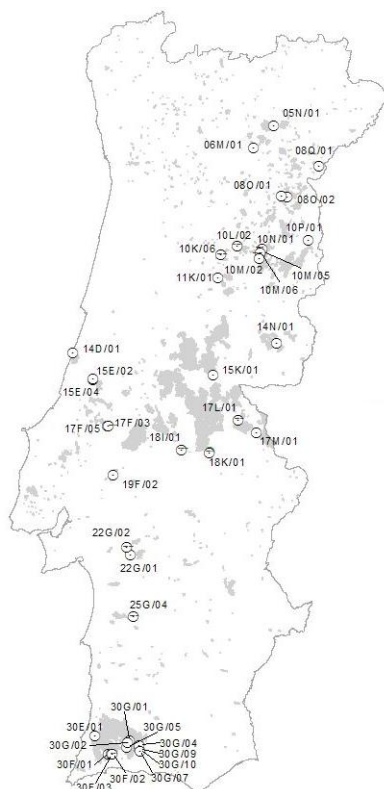 05N/01
06M/01
08Q/01
08O/01
08O/02
10P/01
10L/02
10N/01
10K/06
10M/02
10M/05
11K/01
10M/06
14N/01
14D/01
15E/02
15K/01
15E/04
17L/01
17F/03
17F/05
17M/01
18I/01
18K/01
19F/02
22G/02
22G/01
25G/04
30G/01
30E/01
30G/05
30G/02
30G/04
30G/09
30F/01
30G/10
30F/02
30G/07
30F/03